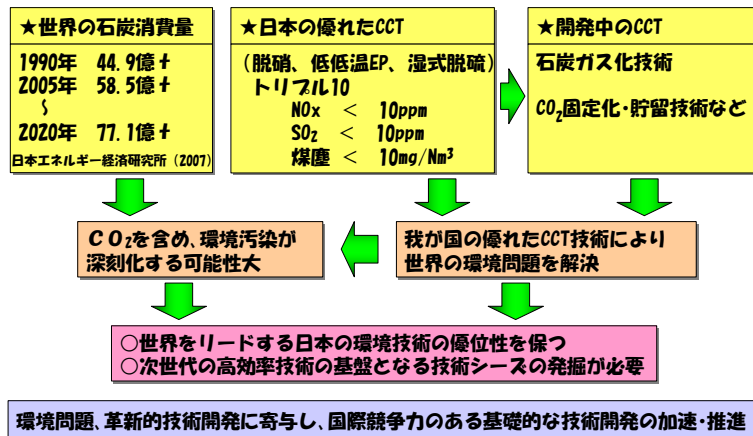 ★世界の石炭消費量
1990年 44.9億t
2005年 58.5億t
～
2020年 77.1億t
日本エネルギー経済研究所（2007）
★日本の優れたCCT
(脱硝、低低温EP、湿式脱硫)
トリプル10
NOx ＜ 10ppm
SO₂ ＜ 10ppm
煤塵 ＜ 10mg/Nm³
★開発中のCCT
石炭ガス化技術
CO₂固定化・貯留技術など
ＣＯ₂を含め、環境汚染が
深刻化する可能性大
我が国の優れたCCT技術により
世界の環境問題を解決
○世界をリードする日本の環境技術の優位性を保つ
○次世代の高効率技術の基盤となる技術シーズの発掘が必要
環境問題、革新的技術開発に寄与し、国際競争力のある基礎的な技術開発の加速・推進